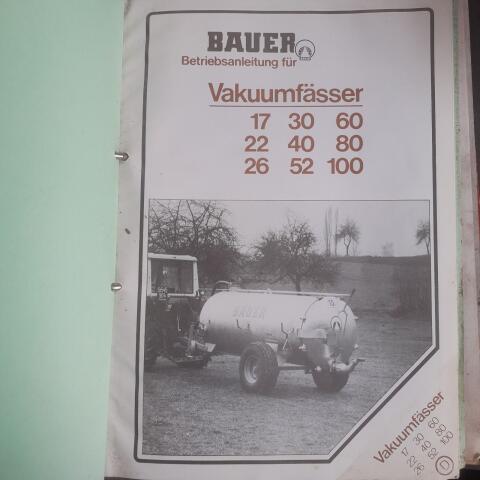 BAUER
Betriebsanleitung für
Vakuumfässer
17 30 60
22 40 80
26 52 100
BAUER
Vakuumfässer
17 30 60
22 40 80
26 52 100
D